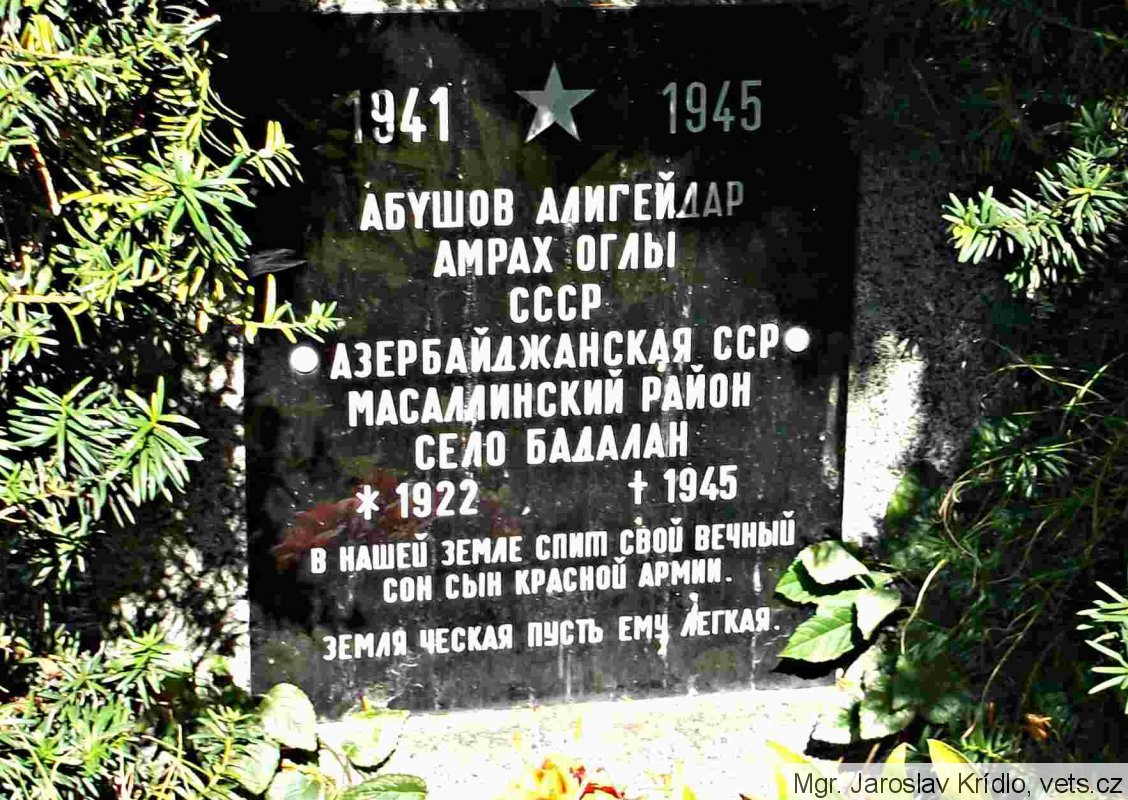 1941 ★ 1945
АБУШОВ АЛИГЕЙДАР
АМРАХ ОГЛЫ
СССР
АЗЕРБАЙДЖАНСКАЯ ССР
МАСАЛЛИНСКИЙ РАЙОН
СЕЛО БАДАЛАН
* 1922 † 1945
В НАШЕЙ ЗЕМЛЕ СПИТ СВОЙ ВЕЧНЫЙ
СОН СЫН КРАСНОЙ АРМИИ.
ЗЕМЛЯ ЧЕСКАЯ ПУСТЬ ЕМУ ЛЕГКАЯ.
Mgr. Jaroslav Krídlo, vets.cz